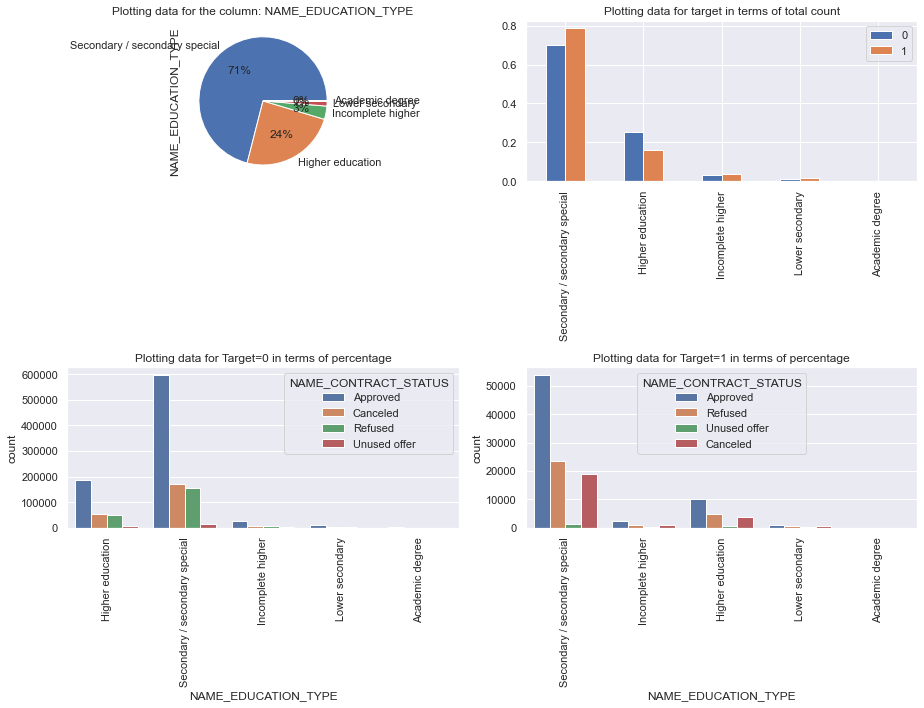 Plotting data for the column: NAME_EDUCATION_TYPE
NAME_EDUCATION_TYPE
Secondary / secondary special
71%
Higher education
24%
Incomplete higher
3%
Lower secondary
Academic degree
0%
Plotting data for target in terms of total count
0.8
0.6
0.4
0.2
0.0
0
1
Secondary / secondary special
Higher education
Incomplete higher
Lower secondary
Academic degree
Plotting data for Target=0 in terms of percentage
count
600000
500000
400000
300000
200000
100000
0
NAME_CONTRACT_STATUS
Approved
Canceled
Refused
Unused offer
Higher education
Secondary / secondary special
Incomplete higher
Lower secondary
Academic degree
NAME_EDUCATION_TYPE
Plotting data for Target=1 in terms of percentage
count
50000
40000
30000
20000
10000
0
NAME_CONTRACT_STATUS
Approved
Refused
Unused offer
Canceled
Secondary / secondary special
Incomplete higher
Higher education
Lower secondary
Academic degree
NAME_EDUCATION_TYPE